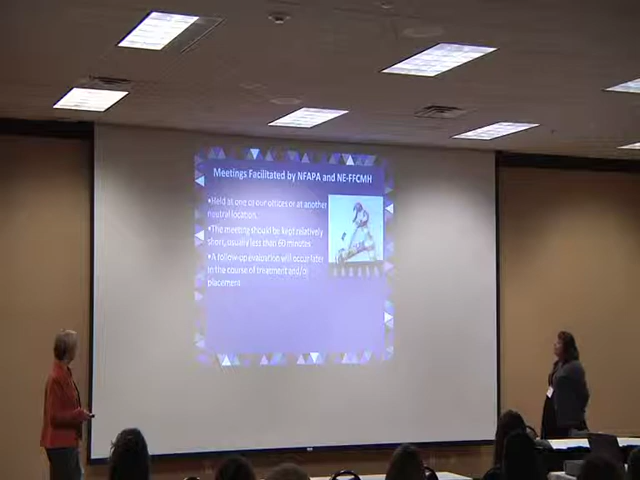 Meetings Facilitated by NFAPA and NE-FFCMH
•Held at one of our offices or at another
neutral location.
•The meeting should be kept relatively
short, usually less than 60 minutes
•A follow-up evaluation will occur later
in the course of treatment and/or
placement